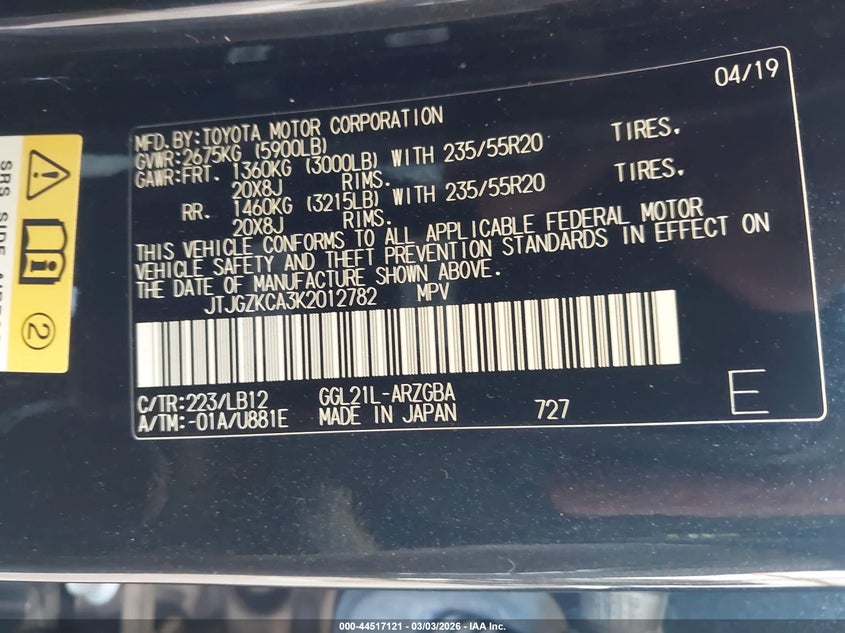 04/19
MFD.BY:TOYOTA MOTOR CORPORATION
GVWR:2675KG (5900LB)
GAWR:FRT. 1360KG (3000LB) WITH 235/55R20 TIRES.
20X8J RIMS.
RR. 1460KG (3215LB) WITH 235/55R20 TIRES.
20X8J RIMS.
THIS VEHICLE CONFORMS TO ALL APPLICABLE FEDERAL MOTOR
VEHICLE SAFETY AND THEFT PREVENTION STANDARDS IN EFFECT ON
THE DATE OF MANUFACTURE SHOWN ABOVE.
JTJGZKCA3K2012782 MPV
C/TR:223/LB12 GGL21L-ARZGBA
A/TM:-01A/U881E MADE IN JAPAN 727
E
SRS SIDE
2
000-44517121 - 03/03/2026 - IAA Inc.